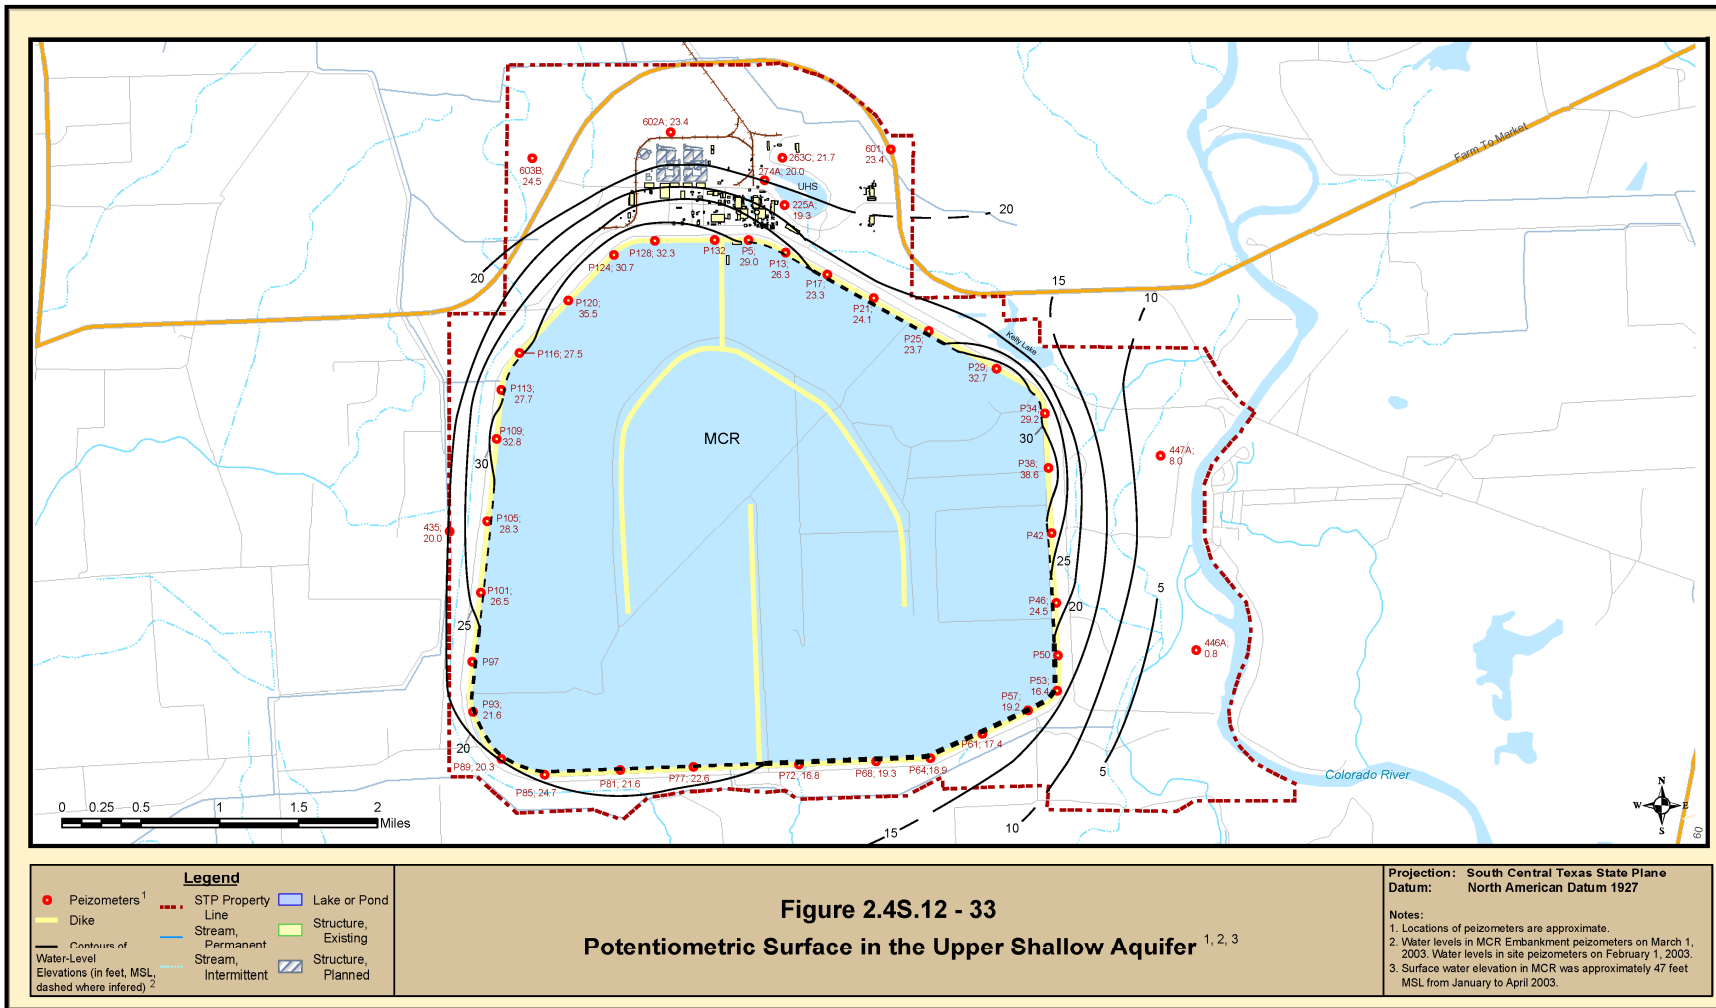 602A; 23.4
603B;
24.5
263C; 21.7
274A; 20.0
UHS
225A,
19.3
601,
23.4
Farm To Market
20
20
P128; 32.3
P132
P5;
29.0
P124; 30.7
P13;
26.3
P17;
23.3
P21;
24.1
P25;
23.7
Kelly Lake
15
10
P120;
35.5
P116; 27.5
P29;
32.7
P113;
27.7
P34;
29.2
30
P109;
32.8
30
MCR
P38;
38.6
447A;
8.0
435;
20.0
P105;
28.3
P42
25
P101;
26.5
P46;
24.5
20
5
25
P97
P50
446A;
0.8
P53;
16.4
P57;
19.2
P93;
21.6
20
P89; 20.3
P61; 17.4
P85; 24.7
P81; 21.6
P77; 22.6
P72; 16.8
P68; 19.3
P64;18.9
5
Colorado River
15
10
0 0.25 0.5 1 1.5 2
Miles
N
W E
S
60
Legend
Peizometers 1
Dike
Contours of
Water-Level
Elevations (in feet, MSL,
dashed where infered) 2
STP Property
Line
Stream,
Permanent
Stream,
Intermittent
Lake or Pond
Structure,
Existing
Structure,
Planned
Figure 2.4S.12 - 33
Potentiometric Surface in the Upper Shallow Aquifer 1, 2, 3
Projection: South Central Texas State Plane
Datum: North American Datum 1927
Notes:
1. Locations of peizometers are approximate.
2. Water levels in MCR Embankment peizometers on March 1,
2003. Water levels in site peizometers on February 1, 2003.
3. Surface water elevation in MCR was approximately 47 feet
MSL from January to April 2003.